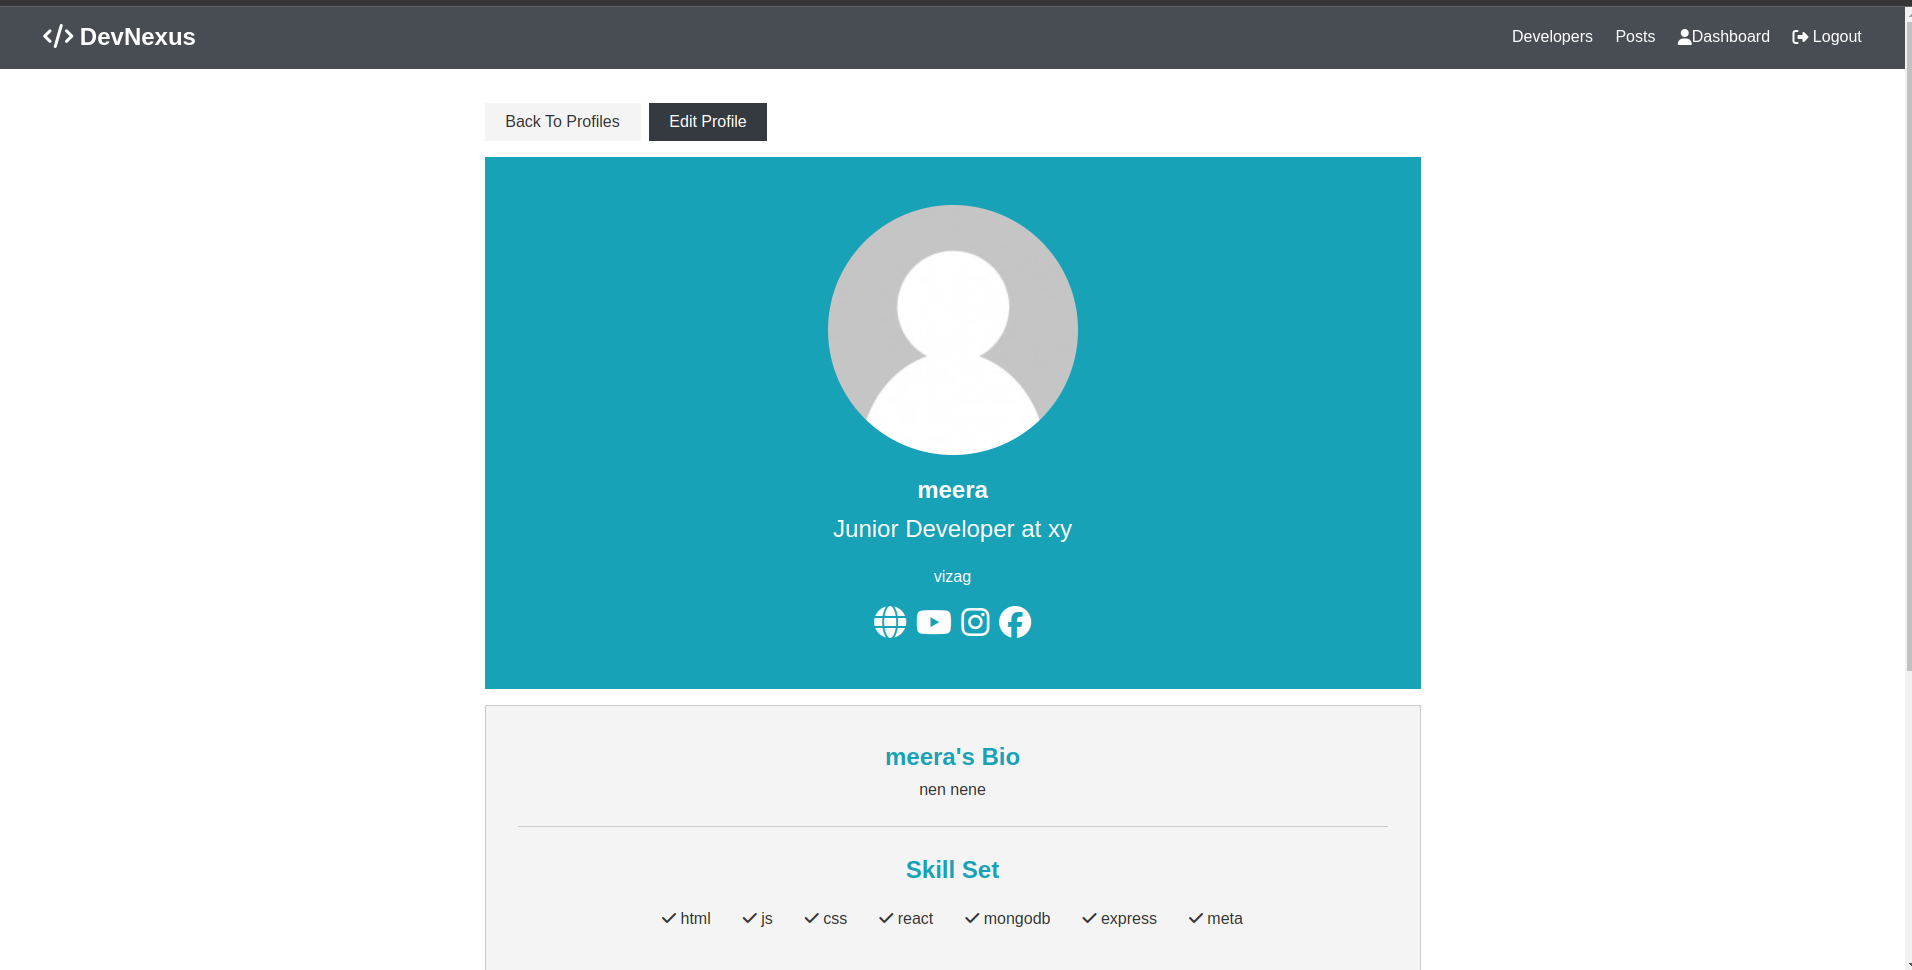 DevNexus
Developers Posts Dashboard Logout
Back To Profiles Edit Profile
meera
Junior Developer at xy
vizag
meera's Bio
nen nene
Skill Set
html js css react mongodb express meta